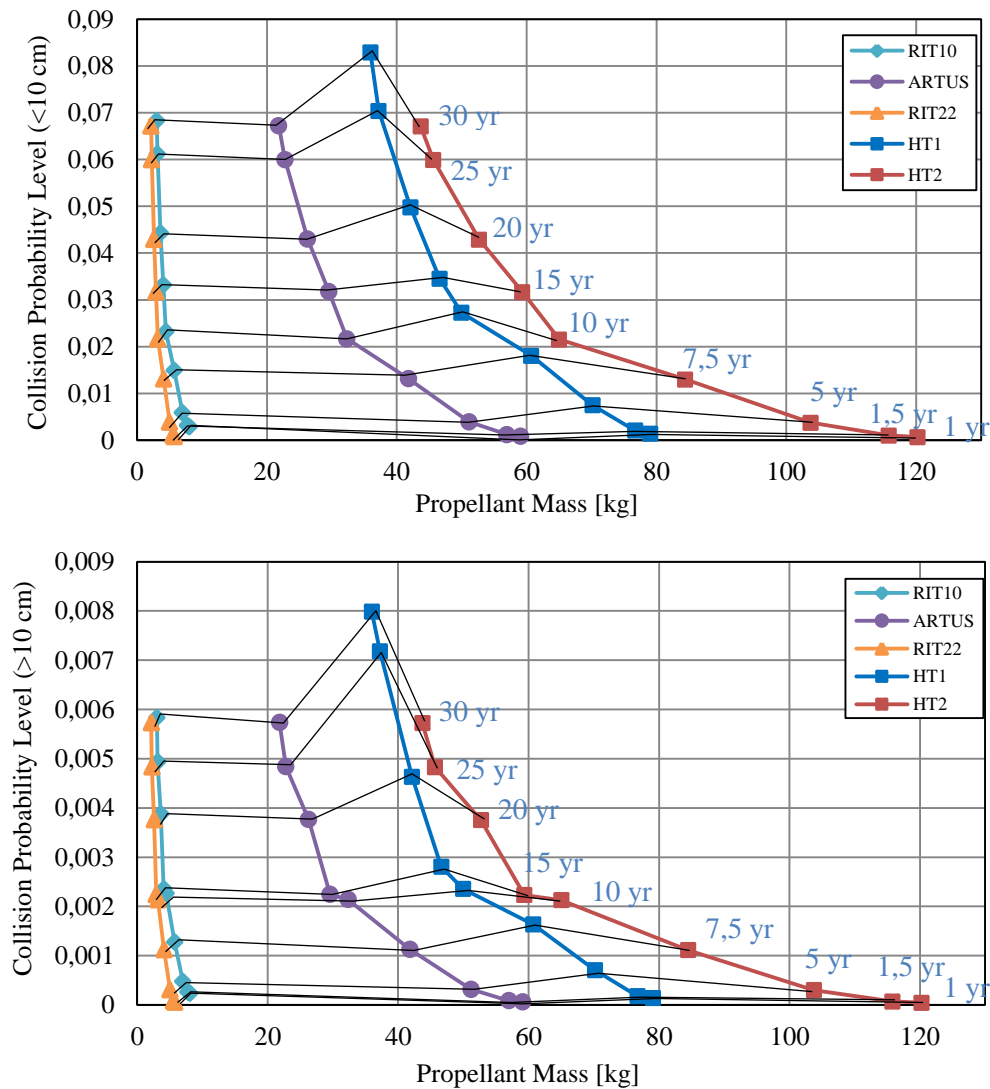 Collision Probability Level (<10 cm)
0,09
0,08
0,07
0,06
0,05
0,04
0,03
0,02
0,01
0
RIT10
ARTUS
RIT22
HT1
HT2
30 yr
25 yr
20 yr
15 yr
10 yr
7,5 yr
5 yr
1,5 yr
1 yr
0
20
40
60
80
100
120
Propellant Mass [kg]
Collision Probability Level (>10 cm)
0,009
0,008
0,007
0,006
0,005
0,004
0,003
0,002
0,001
0
RIT10
ARTUS
RIT22
HT1
HT2
30 yr
25 yr
20 yr
15 yr
10 yr
7,5 yr
5 yr
1,5 yr
1 yr
0
20
40
60
80
100
120
Propellant Mass [kg]